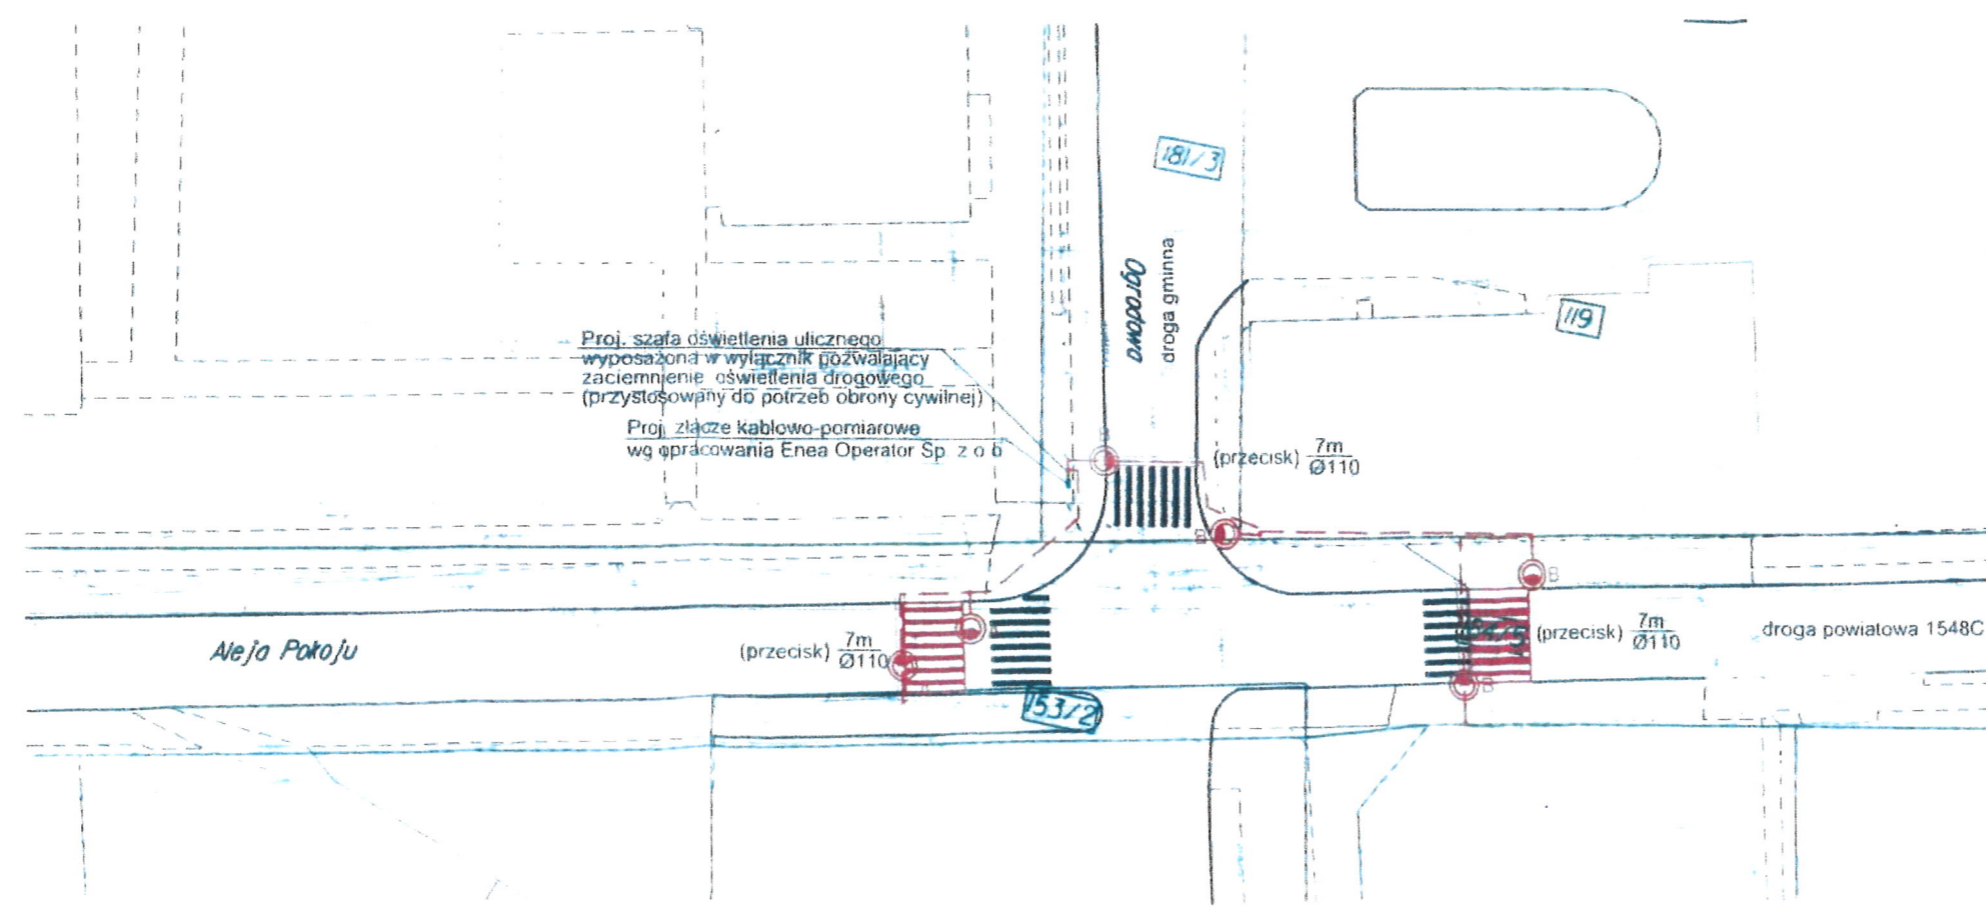 181/3
Ogrodowa
droga gminna
119
Proj. szafa oświetlenia ulicznego
wyposażona w wyłącznik pozwalający
zaciemnienie oświetlenia drogowego
(przystosowany do potrzeb obrony cywilnej)
Proj. złącze kablowo-pomiarowe
wg opracowania Enea Operator Sp. z o o
(przecisk) 7m
Ø110
B
B
B
Aleja Pokoju
(przecisk) 7m
Ø110
(przecisk) 7m
Ø110
droga powiatowa 1548C
B
153/2